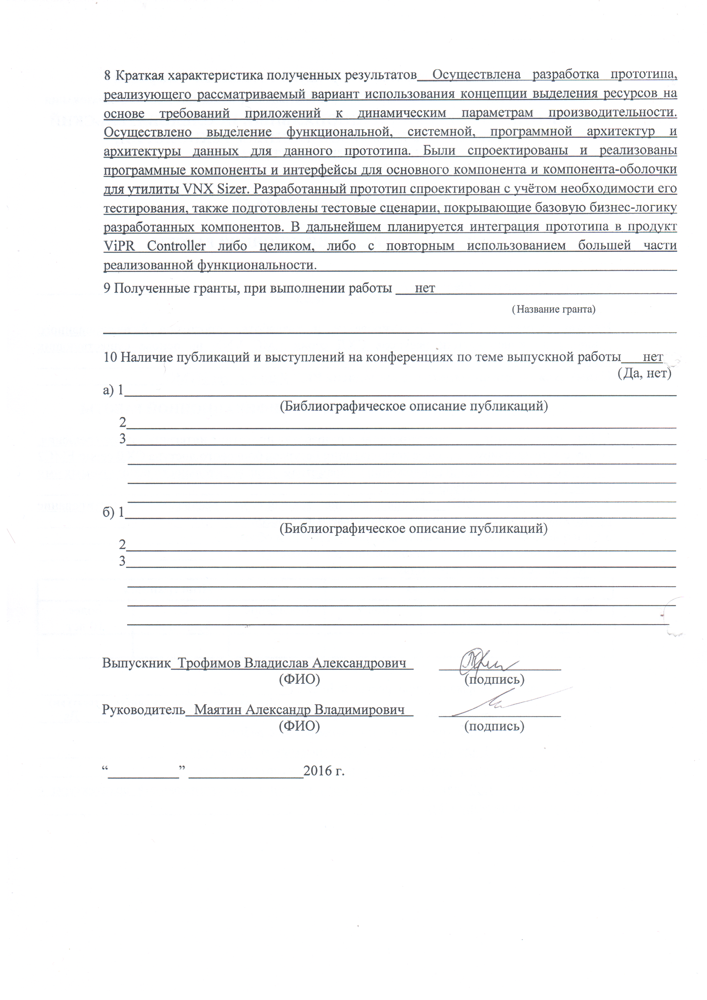 8 Краткая характеристика полученных результатов Осуществлена разработка прототипа,
реализующего рассматриваемый вариант использования концепции выделения ресурсов на
основе требований приложений к динамическим параметрам производительности.
Осуществлено выделение функциональной, системной, программной архитектур и
архитектуры данных для данного прототипа. Были спроектированы и реализованы
программные компоненты и интерфейсы для основного компонента и компонента-оболочки
для утилиты VNX Sizer. Разработанный прототип спроектирован с учётом необходимости его
тестирования, также подготовлены тестовые сценарии, покрывающие базовую бизнес-логику
разработанных компонентов. В дальнейшем планируется интеграция прототипа в продукт
ViPR Controller либо целиком, либо с повторным использованием большей части
реализованной функциональности.
9 Полученные гранты, при выполнении работы нет
(Название гранта)
10 Наличие публикаций и выступлений на конференциях по теме выпускной работы нет
(Да, нет)
а) 1
(Библиографическое описание публикаций)
2
3
б) 1
(Библиографическое описание публикаций)
2
3
Выпускник Трофимов Владислав Александрович
(ФИО) (подпись)
Руководитель Маятин Александр Владимирович
(ФИО) (подпись)
“__________” ________________2016 г.